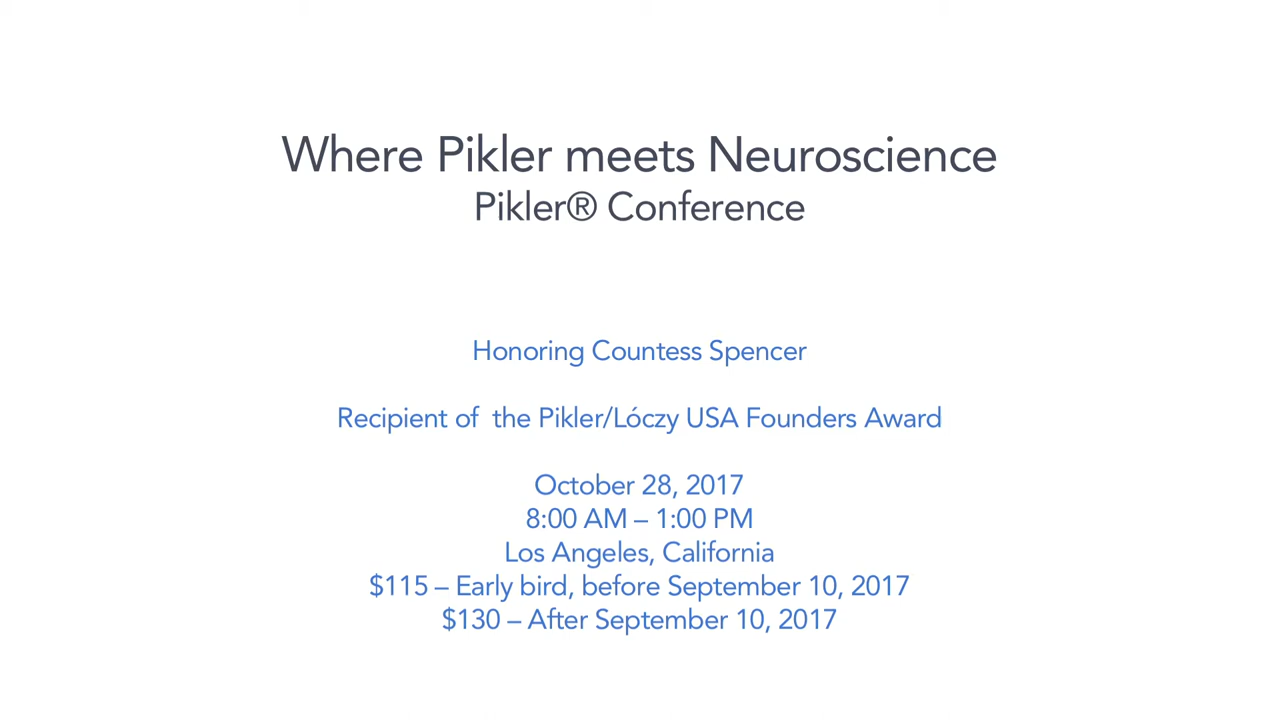 Where Pikler meets Neuroscience
Pikler® Conference
Honoring Countess Spencer
Recipient of  the Pikler/Lóczy USA Founders Award
October 28, 2017
8:00 AM – 1:00 PM
Los Angeles, California
$115 – Early bird, before September 10, 2017
$130 – After September 10, 2017